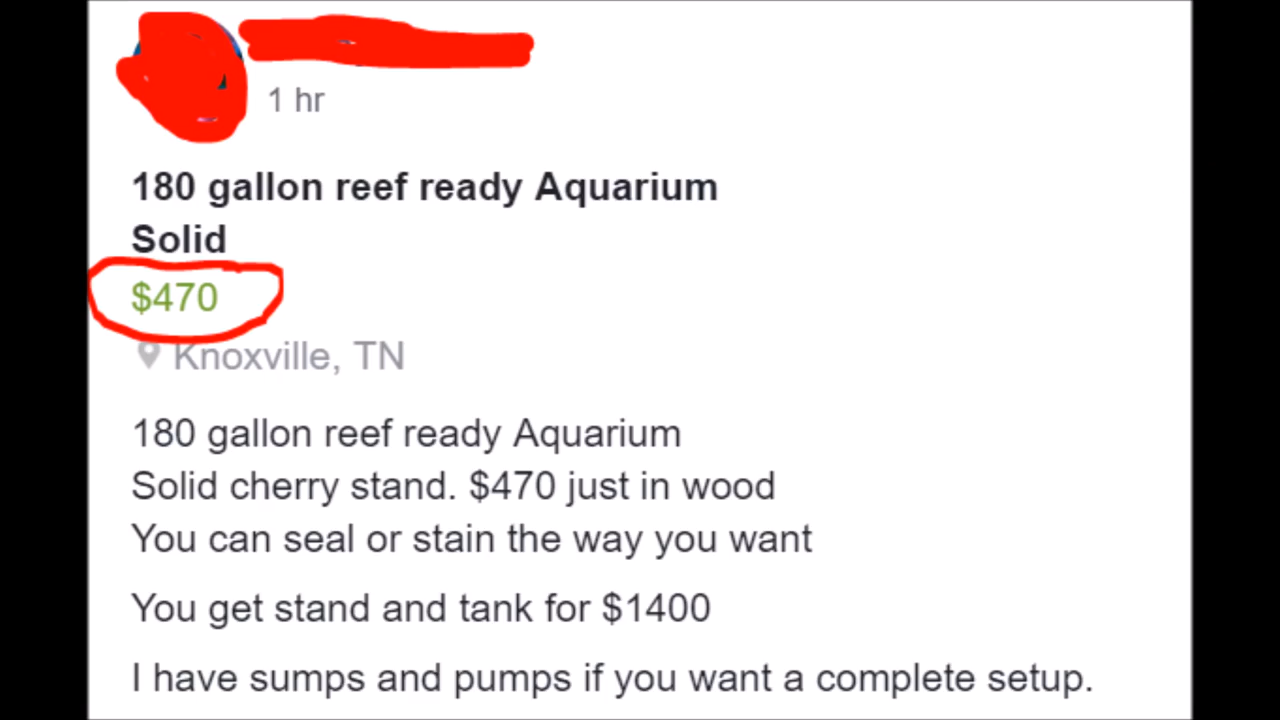 1 hr
180 gallon reef ready Aquarium
Solid
$470
Knoxville, TN
180 gallon reef ready Aquarium
Solid cherry stand. $470 just in wood
You can seal or stain the way you want
You get stand and tank for $1400
I have sumps and pumps if you want a complete setup.